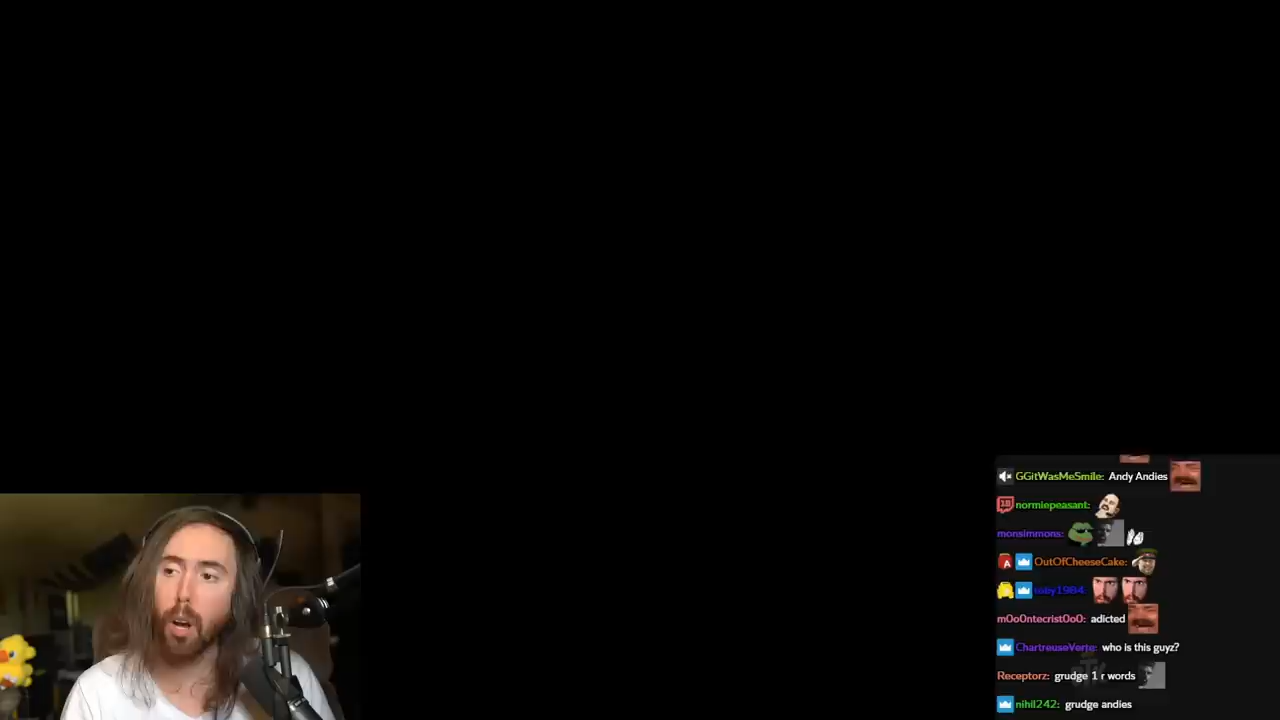 GGitWasMeSmile: Andy Andies
normiepeasant:
monsimmons:
OutOfCheeseCake:
toby1984:
m0o0ntecrist0o0: adicted
ChartreuseVerte: who is this guyz?
Receptorz: grudge 1 r words
nihil242: grudge andies